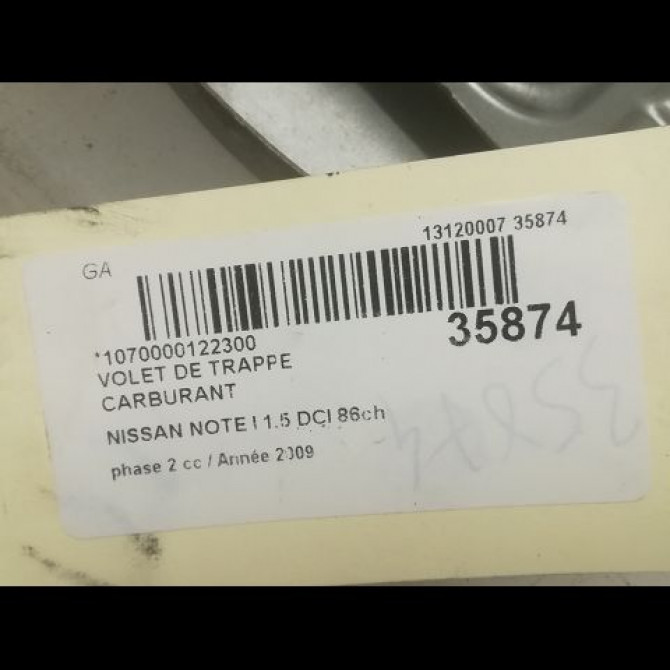 GA
13120007 35874
*1070000122300
35874
VOLET DE TRAPPE
CARBURANT
NISSAN NOTE I 1.5 DCI 86ch
phase 2 cc / Année 2009
35874